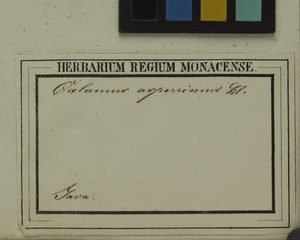 HERBARIUM REGIUM MONACENSE.
Calamus asperrimus Bl.
Java.